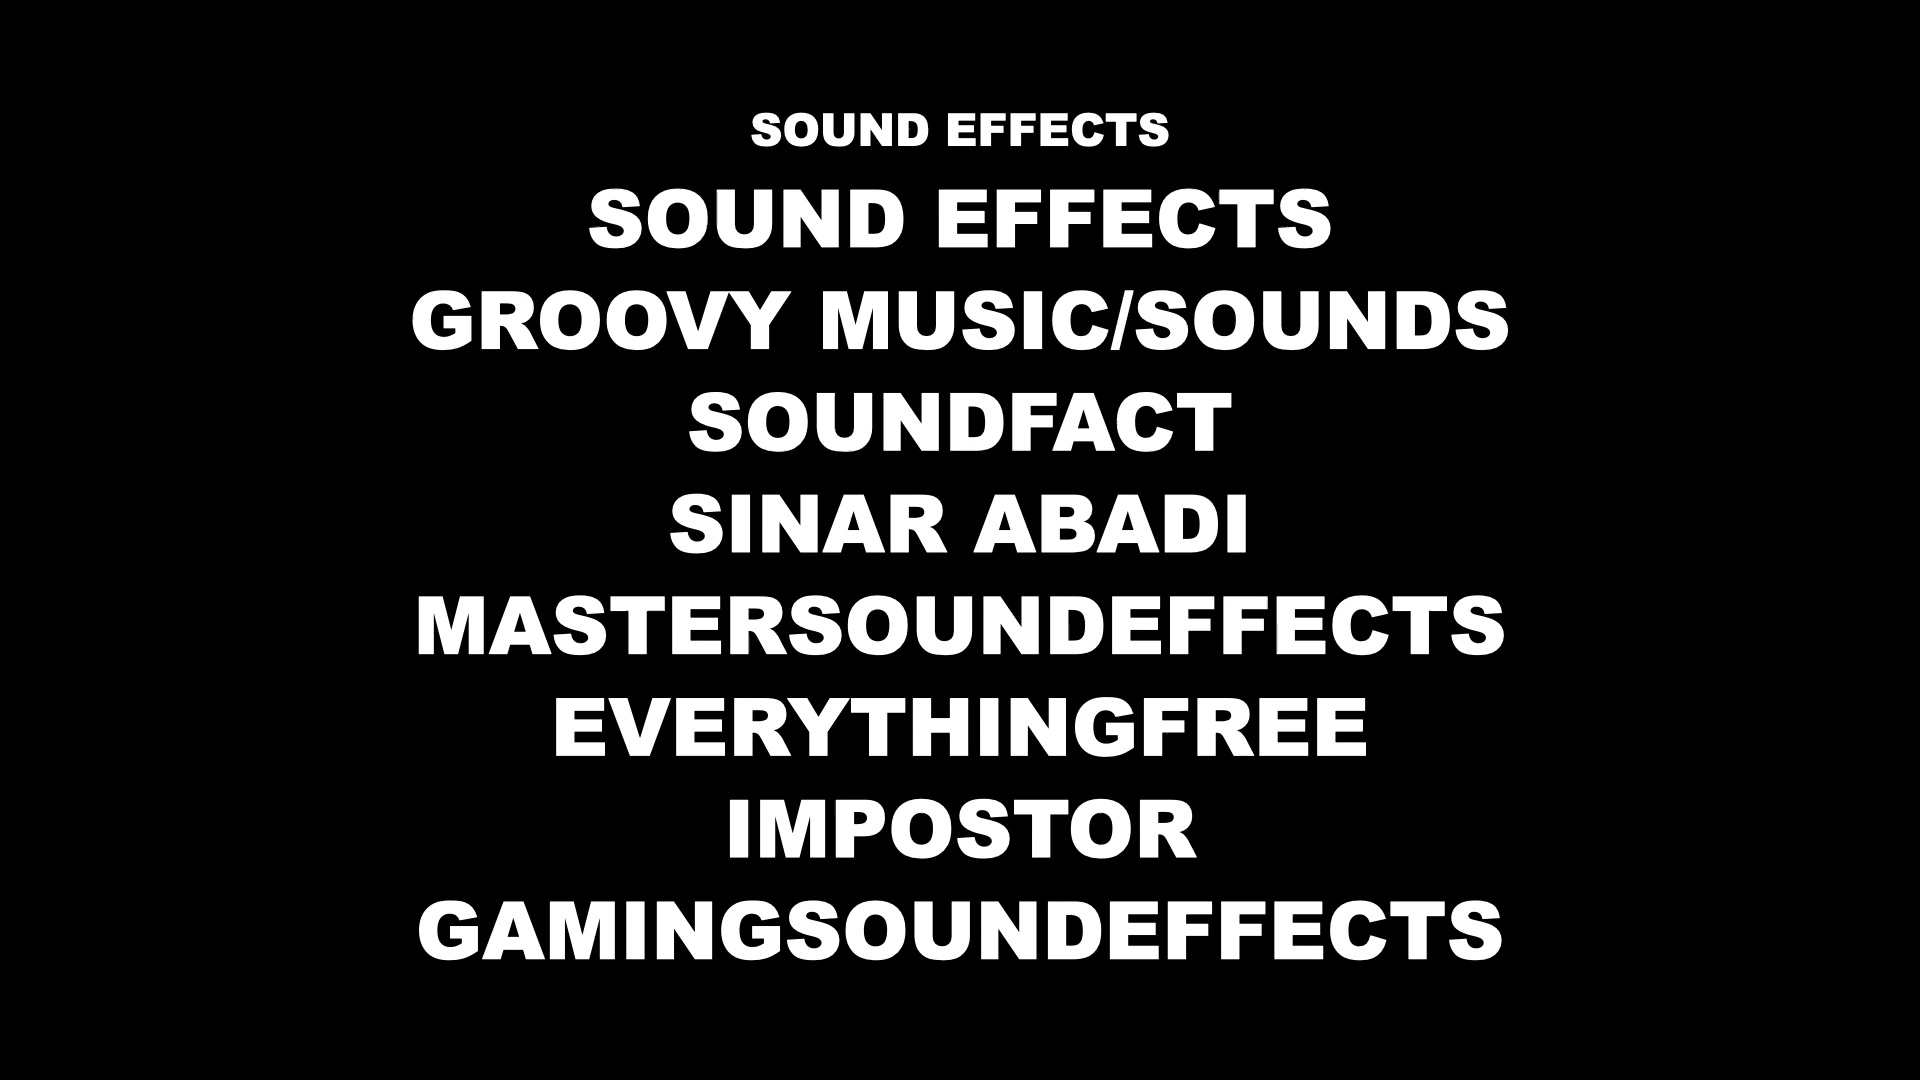 SOUND EFFECTS
SOUND EFFECTS
GROOVY MUSIC/SOUNDS
SOUNDFACT
SINAR ABADI
MASTERSOUNDEFFECTS
EVERYTHINGFREE
IMPOSTOR
GAMINGSOUNDEFFECTS